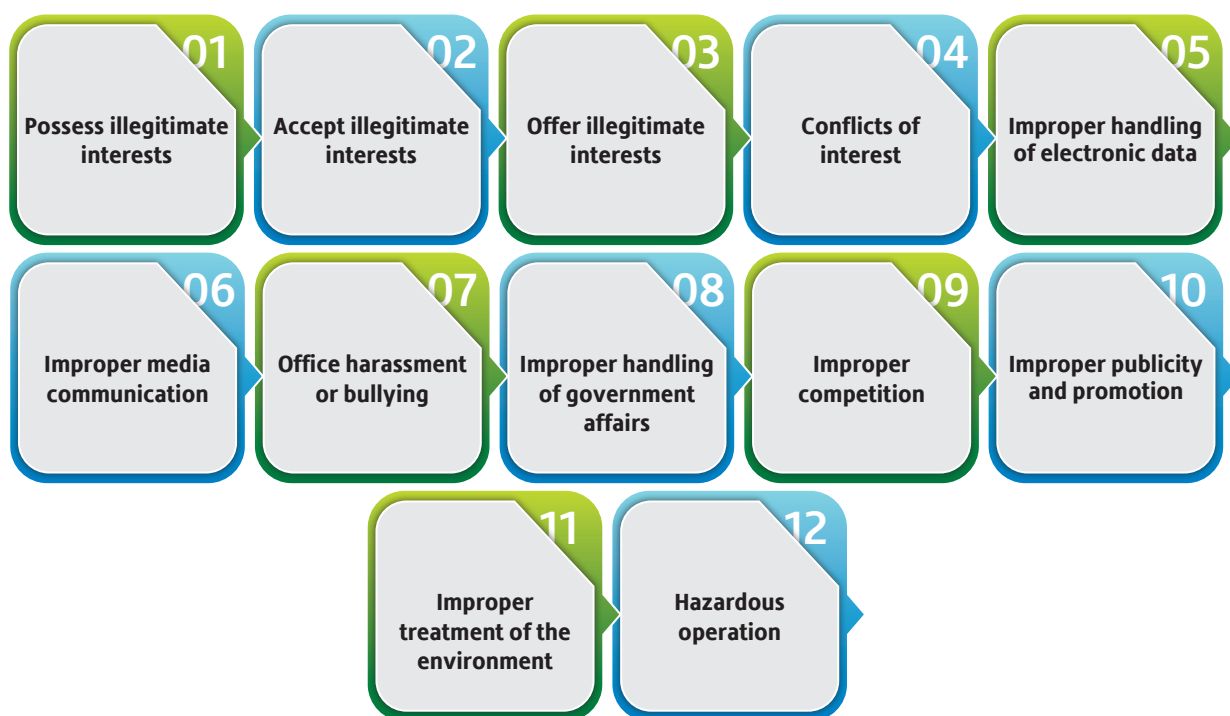 01
Possess illegitimate
interests
02
Accept illegitimate
interests
03
Offer illegitimate
interests
04
Conflicts of
interest
05
Improper handling
of electronic data
06
Improper media
communication
07
Office harassment
or bullying
08
Improper handling
of government
affairs
09
Improper
competition
10
Improper publicity
and promotion
11
Improper
treatment of the
environment
12
Hazardous
operation